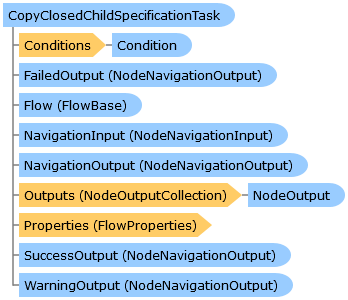 CopyClosedChildSpecificationTask
Conditions Condition
FailedOutput (NodeNavigationOutput)
Flow (FlowBase)
NavigationInput (NodeNavigationInput)
NavigationOutput (NodeNavigationOutput)
Outputs (NodeOutputCollection) NodeOutput
Properties (FlowProperties)
SuccessOutput (NodeNavigationOutput)
WarningOutput (NodeNavigationOutput)